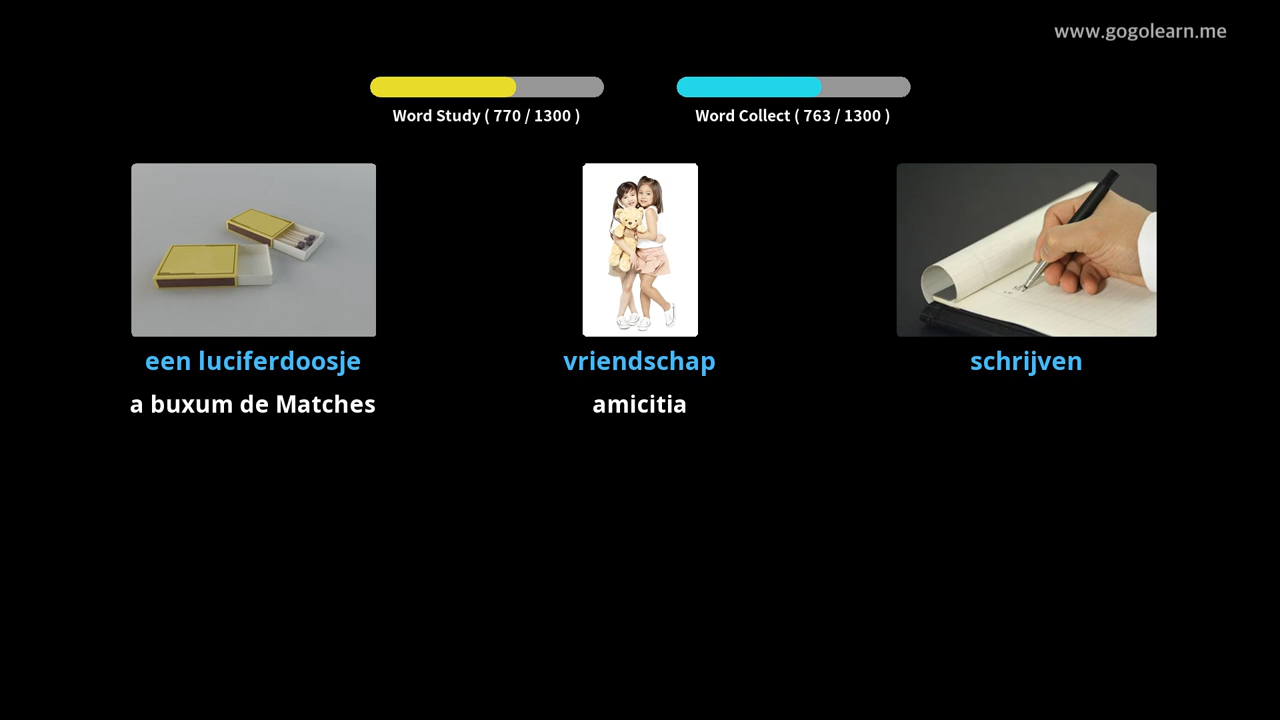 www.gogolearn.me
Word Study ( 770 / 1300 )
Word Collect ( 763 / 1300 )
een luciferdoosje
vriendschap
schrijven
a buxum de Matches
amicitia